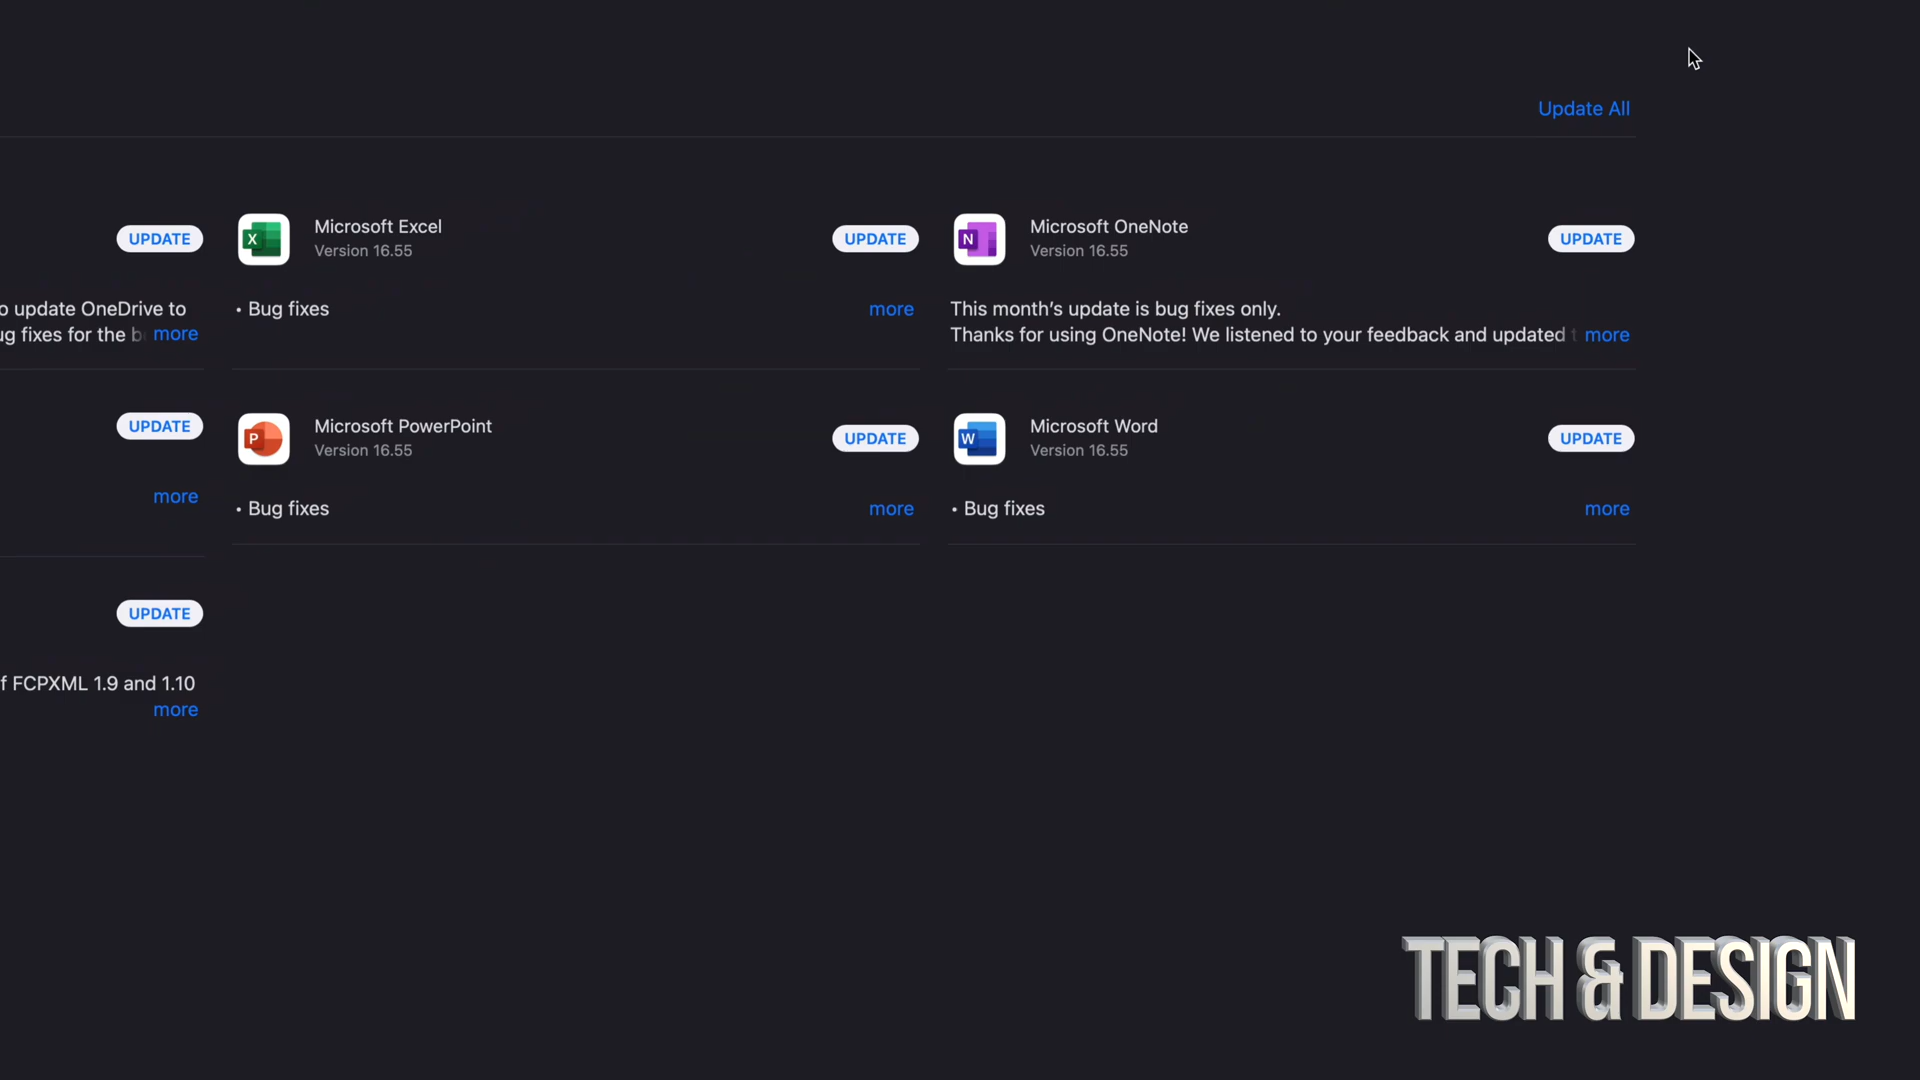 Update All
UPDATE
o update OneDrive to
ug fixes for the b
more
X
Microsoft Excel
Version 16.55
UPDATE
• Bug fixes
more
N
Microsoft OneNote
Version 16.55
UPDATE
This month's update is bug fixes only.
Thanks for using OneNote! We listened to your feedback and updated
more
UPDATE
more
P
Microsoft PowerPoint
Version 16.55
UPDATE
• Bug fixes
more
W
Microsoft Word
Version 16.55
UPDATE
• Bug fixes
more
UPDATE
f FCPXML 1.9 and 1.10
more
TECH & DESIGN